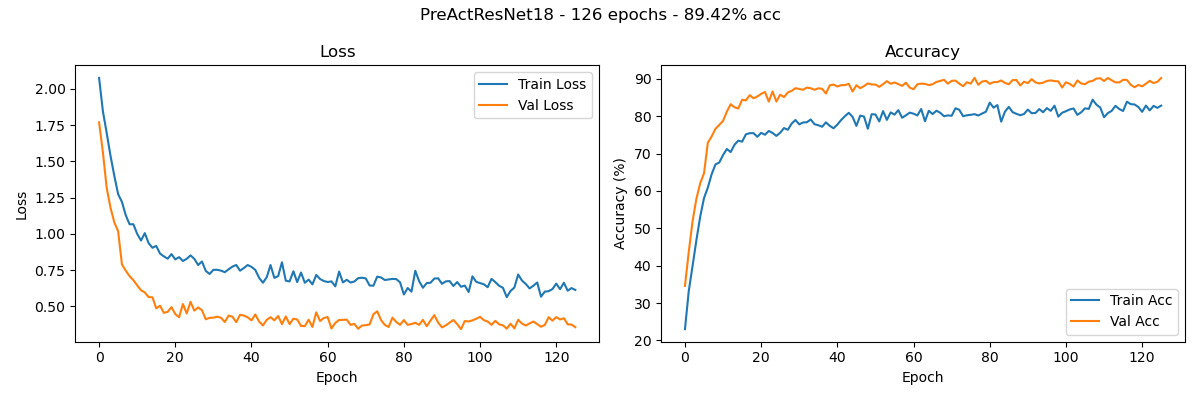 PreActResNet18 - 126 epochs - 89.42% acc
Loss
2.00
1.75
1.50
1.25
1.00
0.75
0.50
Loss
0
20
40
60
80
100
120
Epoch
Train Loss
Val Loss
Accuracy
90
80
70
60
50
40
30
20
Accuracy (%)
0
20
40
60
80
100
120
Epoch
Train Acc
Val Acc